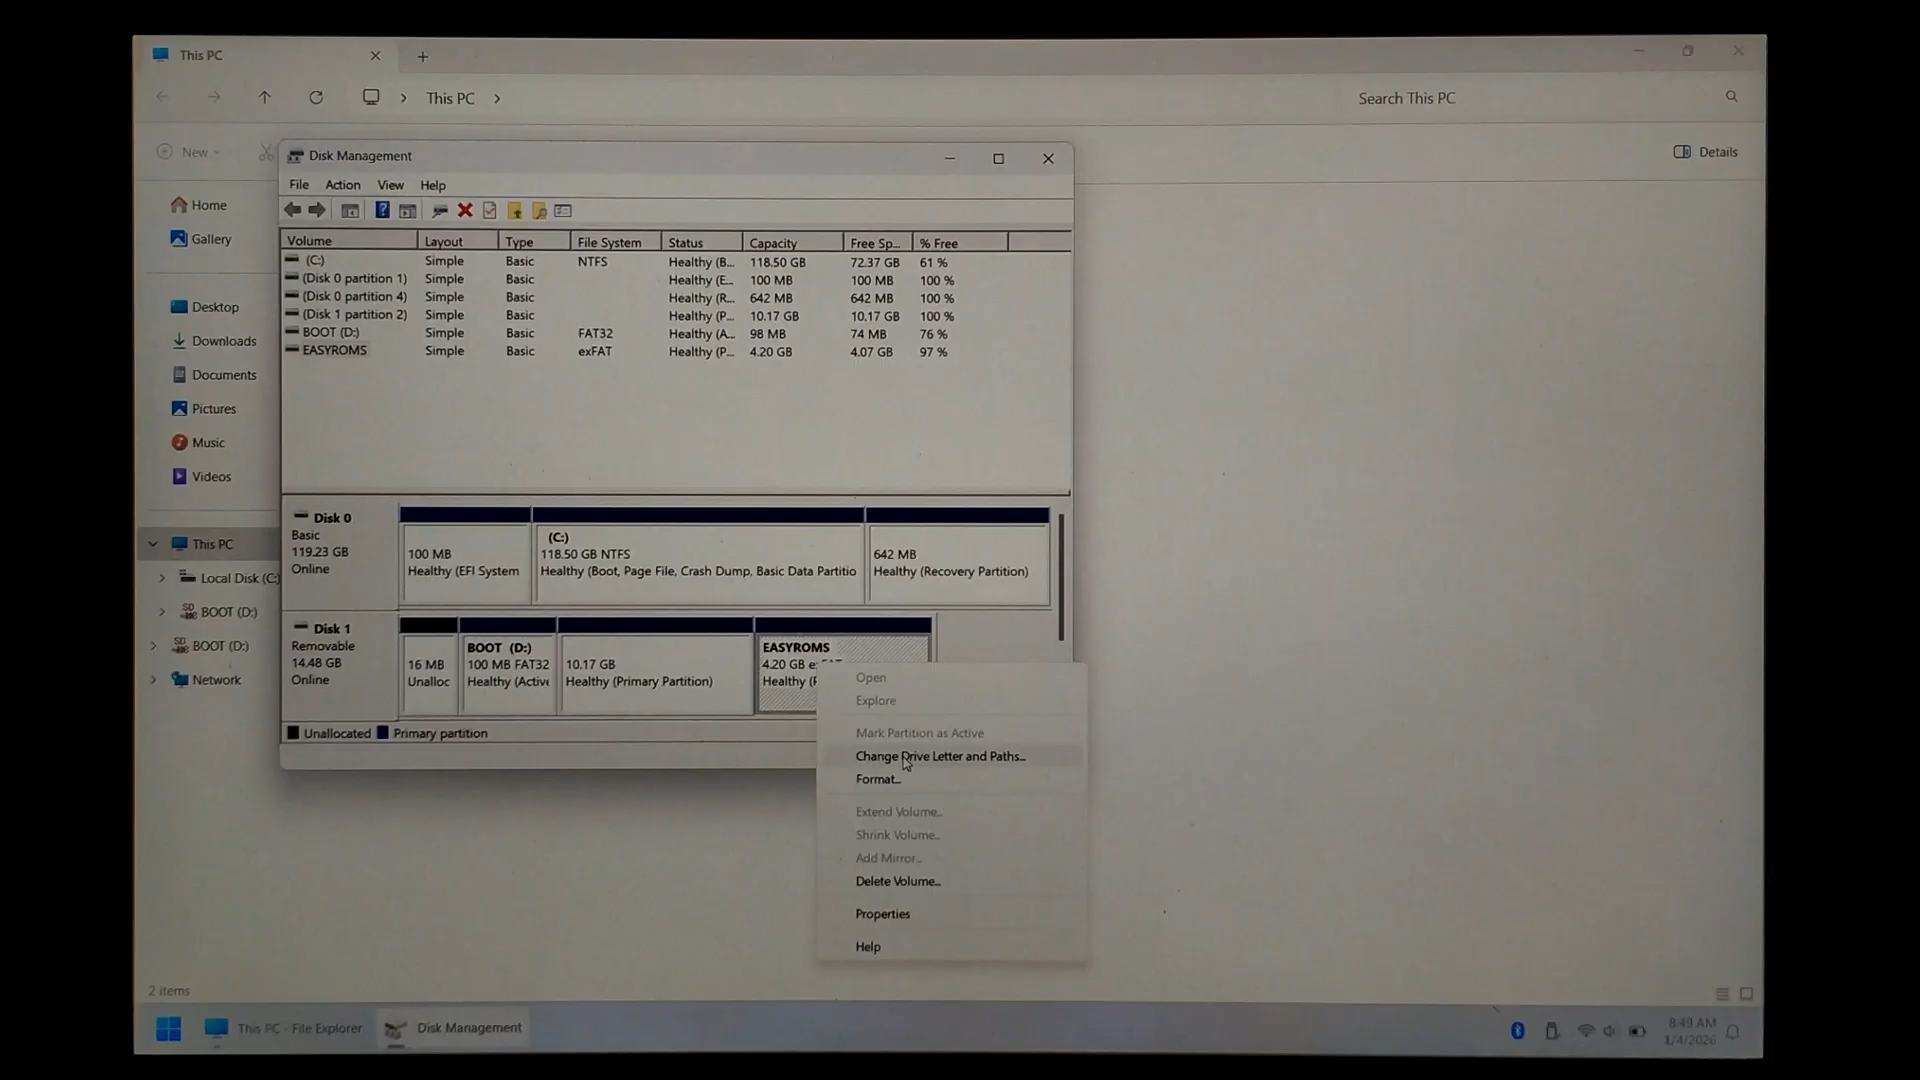 This PC
This PC
Search This PC
New
Details
Disk Management
File Action View Help
Volume Layout Type File System Status Capacity Free Sp... % Free
(C:) Simple Basic NTFS Healthy (B... 118.50 GB 72.37 GB 61 %
(Disk 0 partition 1) Simple Basic Healthy (E... 100 MB 100 MB 100 %
(Disk 0 partition 4) Simple Basic Healthy (R... 642 MB 642 MB 100 %
(Disk 1 partition 2) Simple Basic Healthy (P... 10.17 GB 10.17 GB 100 %
BOOT (D:) Simple Basic FAT32 Healthy (A... 98 MB 74 MB 76 %
EASYROMS Simple Basic exFAT Healthy (P... 4.20 GB 4.07 GB 97 %
Home
Gallery
Desktop
Downloads
Documents
Pictures
Music
Videos
This PC
Local Disk (C:)
BOOT (D:)
BOOT (D:)
Network
Disk 0
Basic
119.23 GB
Online
100 MB
Healthy (EFI System
(C:)
118.50 GB NTFS
Healthy (Boot, Page File, Crash Dump, Basic Data Partitio
642 MB
Healthy (Recovery Partition)
Disk 1
Removable
14.48 GB
Online
16 MB
Unalloc
BOOT (D:)
100 MB FAT32
Healthy (Active
10.17 GB
Healthy (Primary Partition)
EASYROMS
4.20 GB
Healthy (P
Unallocated Primary partition
Open
Explore
Mark Partition as Active
Change Drive Letter and Paths...
Format...
Extend Volume...
Shrink Volume...
Add Mirror...
Delete Volume...
Properties
Help
2 items
This PC - File Explorer
Disk Management
8:49 AM
1/4/2026